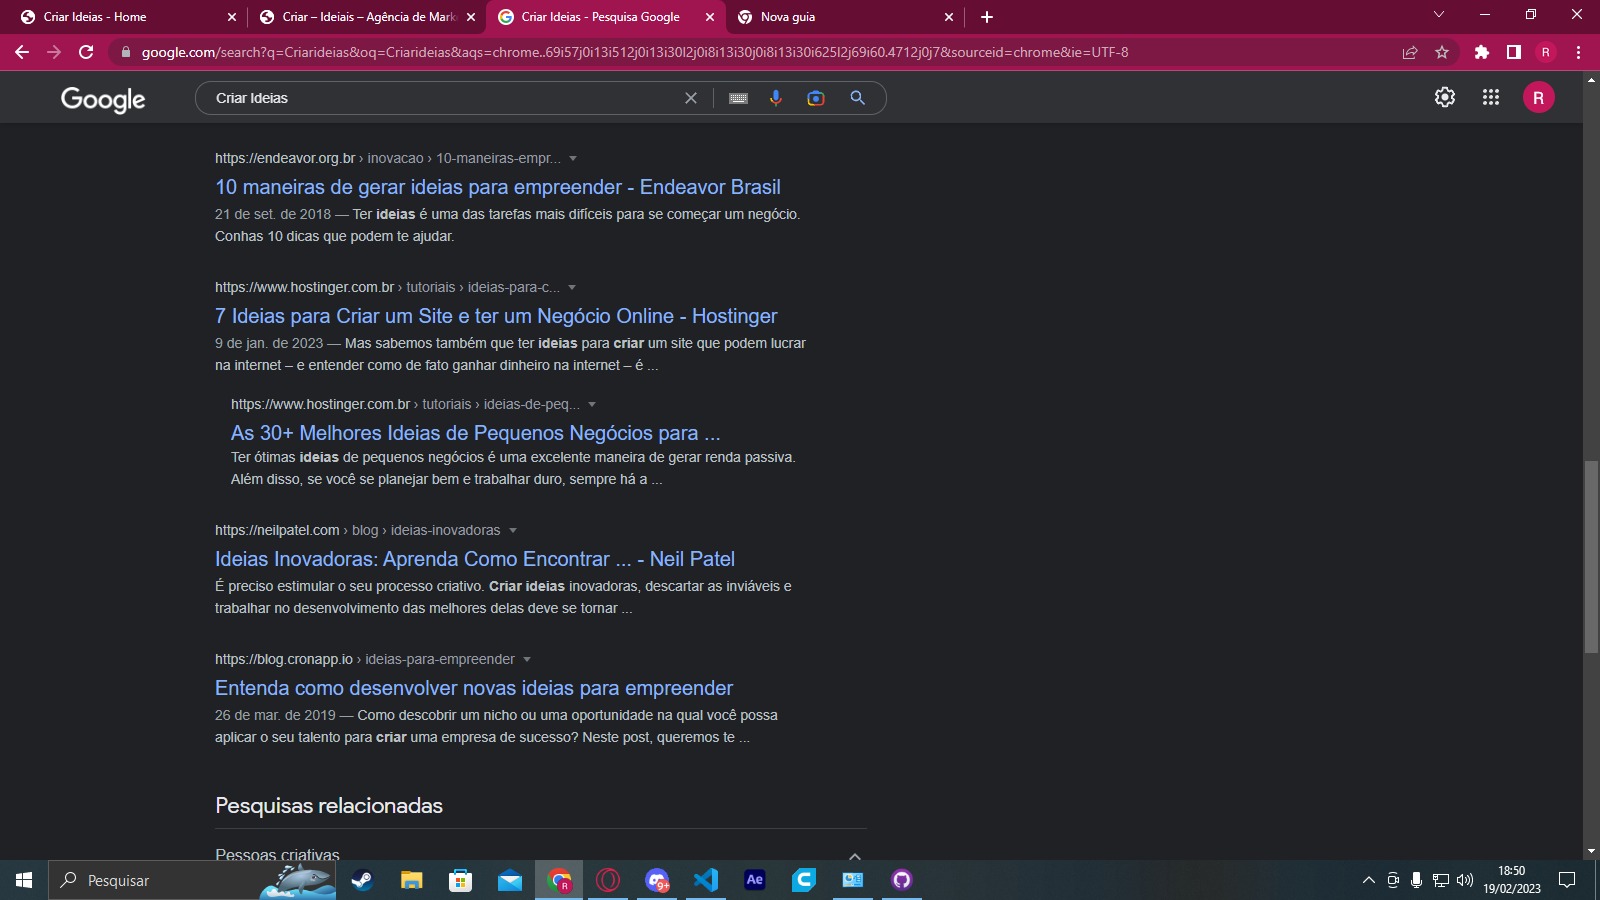 Criar Ideias - Home
Criar – Ideiais – Agência de Mark
Criar Ideias - Pesquisa Google
Nova guia
google.com/search?q=Criarideias&oq=Criarideias&aqs=chrome..69i57j0i13i512j0i13i30l2j0i8i13i30j0i8i13i30i625l2j69i60.4712j0j7&sourceid=chrome&ie=UTF-8
R
Google
Criar Ideias
R
https://endeavor.org.br › inovacao › 10-maneiras-empr...
10 maneiras de gerar ideias para empreender - Endeavor Brasil
21 de set. de 2018 — Ter ideias é uma das tarefas mais difíceis para se começar um negócio.
Conhas 10 dicas que podem te ajudar.
https://www.hostinger.com.br › tutoriais › ideias-para-c...
7 Ideias para Criar um Site e ter um Negócio Online - Hostinger
9 de jan. de 2023 — Mas sabemos também que ter ideias para criar um site que podem lucrar
na internet – e entender como de fato ganhar dinheiro na internet – é ...
https://www.hostinger.com.br › tutoriais › ideias-de-peq...
As 30+ Melhores Ideias de Pequenos Negócios para ...
Ter ótimas ideias de pequenos negócios é uma excelente maneira de gerar renda passiva.
Além disso, se você se planejar bem e trabalhar duro, sempre há a ...
https://neilpatel.com › blog › ideias-inovadoras
Ideias Inovadoras: Aprenda Como Encontrar ... - Neil Patel
É preciso estimular o seu processo criativo. Criar ideias inovadoras, descartar as inviáveis e
trabalhar no desenvolvimento das melhores delas deve se tornar ...
https://blog.cronapp.io › ideias-para-empreender
Entenda como desenvolver novas ideias para empreender
26 de mar. de 2019 — Como descobrir um nicho ou uma oportunidade na qual você possa
aplicar o seu talento para criar uma empresa de sucesso? Neste post, queremos te ...
Pesquisas relacionadas
Pessoas criativas
Pesquisar
R
9+
Ae
18:50
19/02/2023